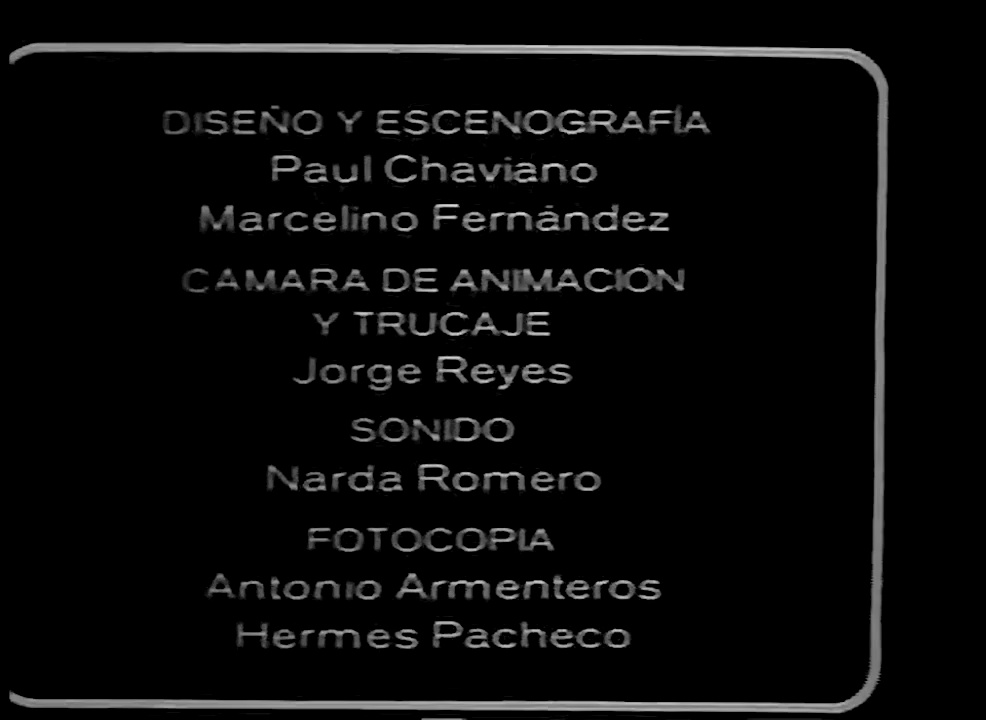 DISEÑO Y ESCENOGRAFÍA
Paul Chaviano
Marcelino Fernández
CAMARA DE ANIMACIÓN
Y TRUCAJE
Jorge Reyes
SONIDO
Narda Romero
FOTOCOPIA
Antonio Armenteros
Hermes Pacheco